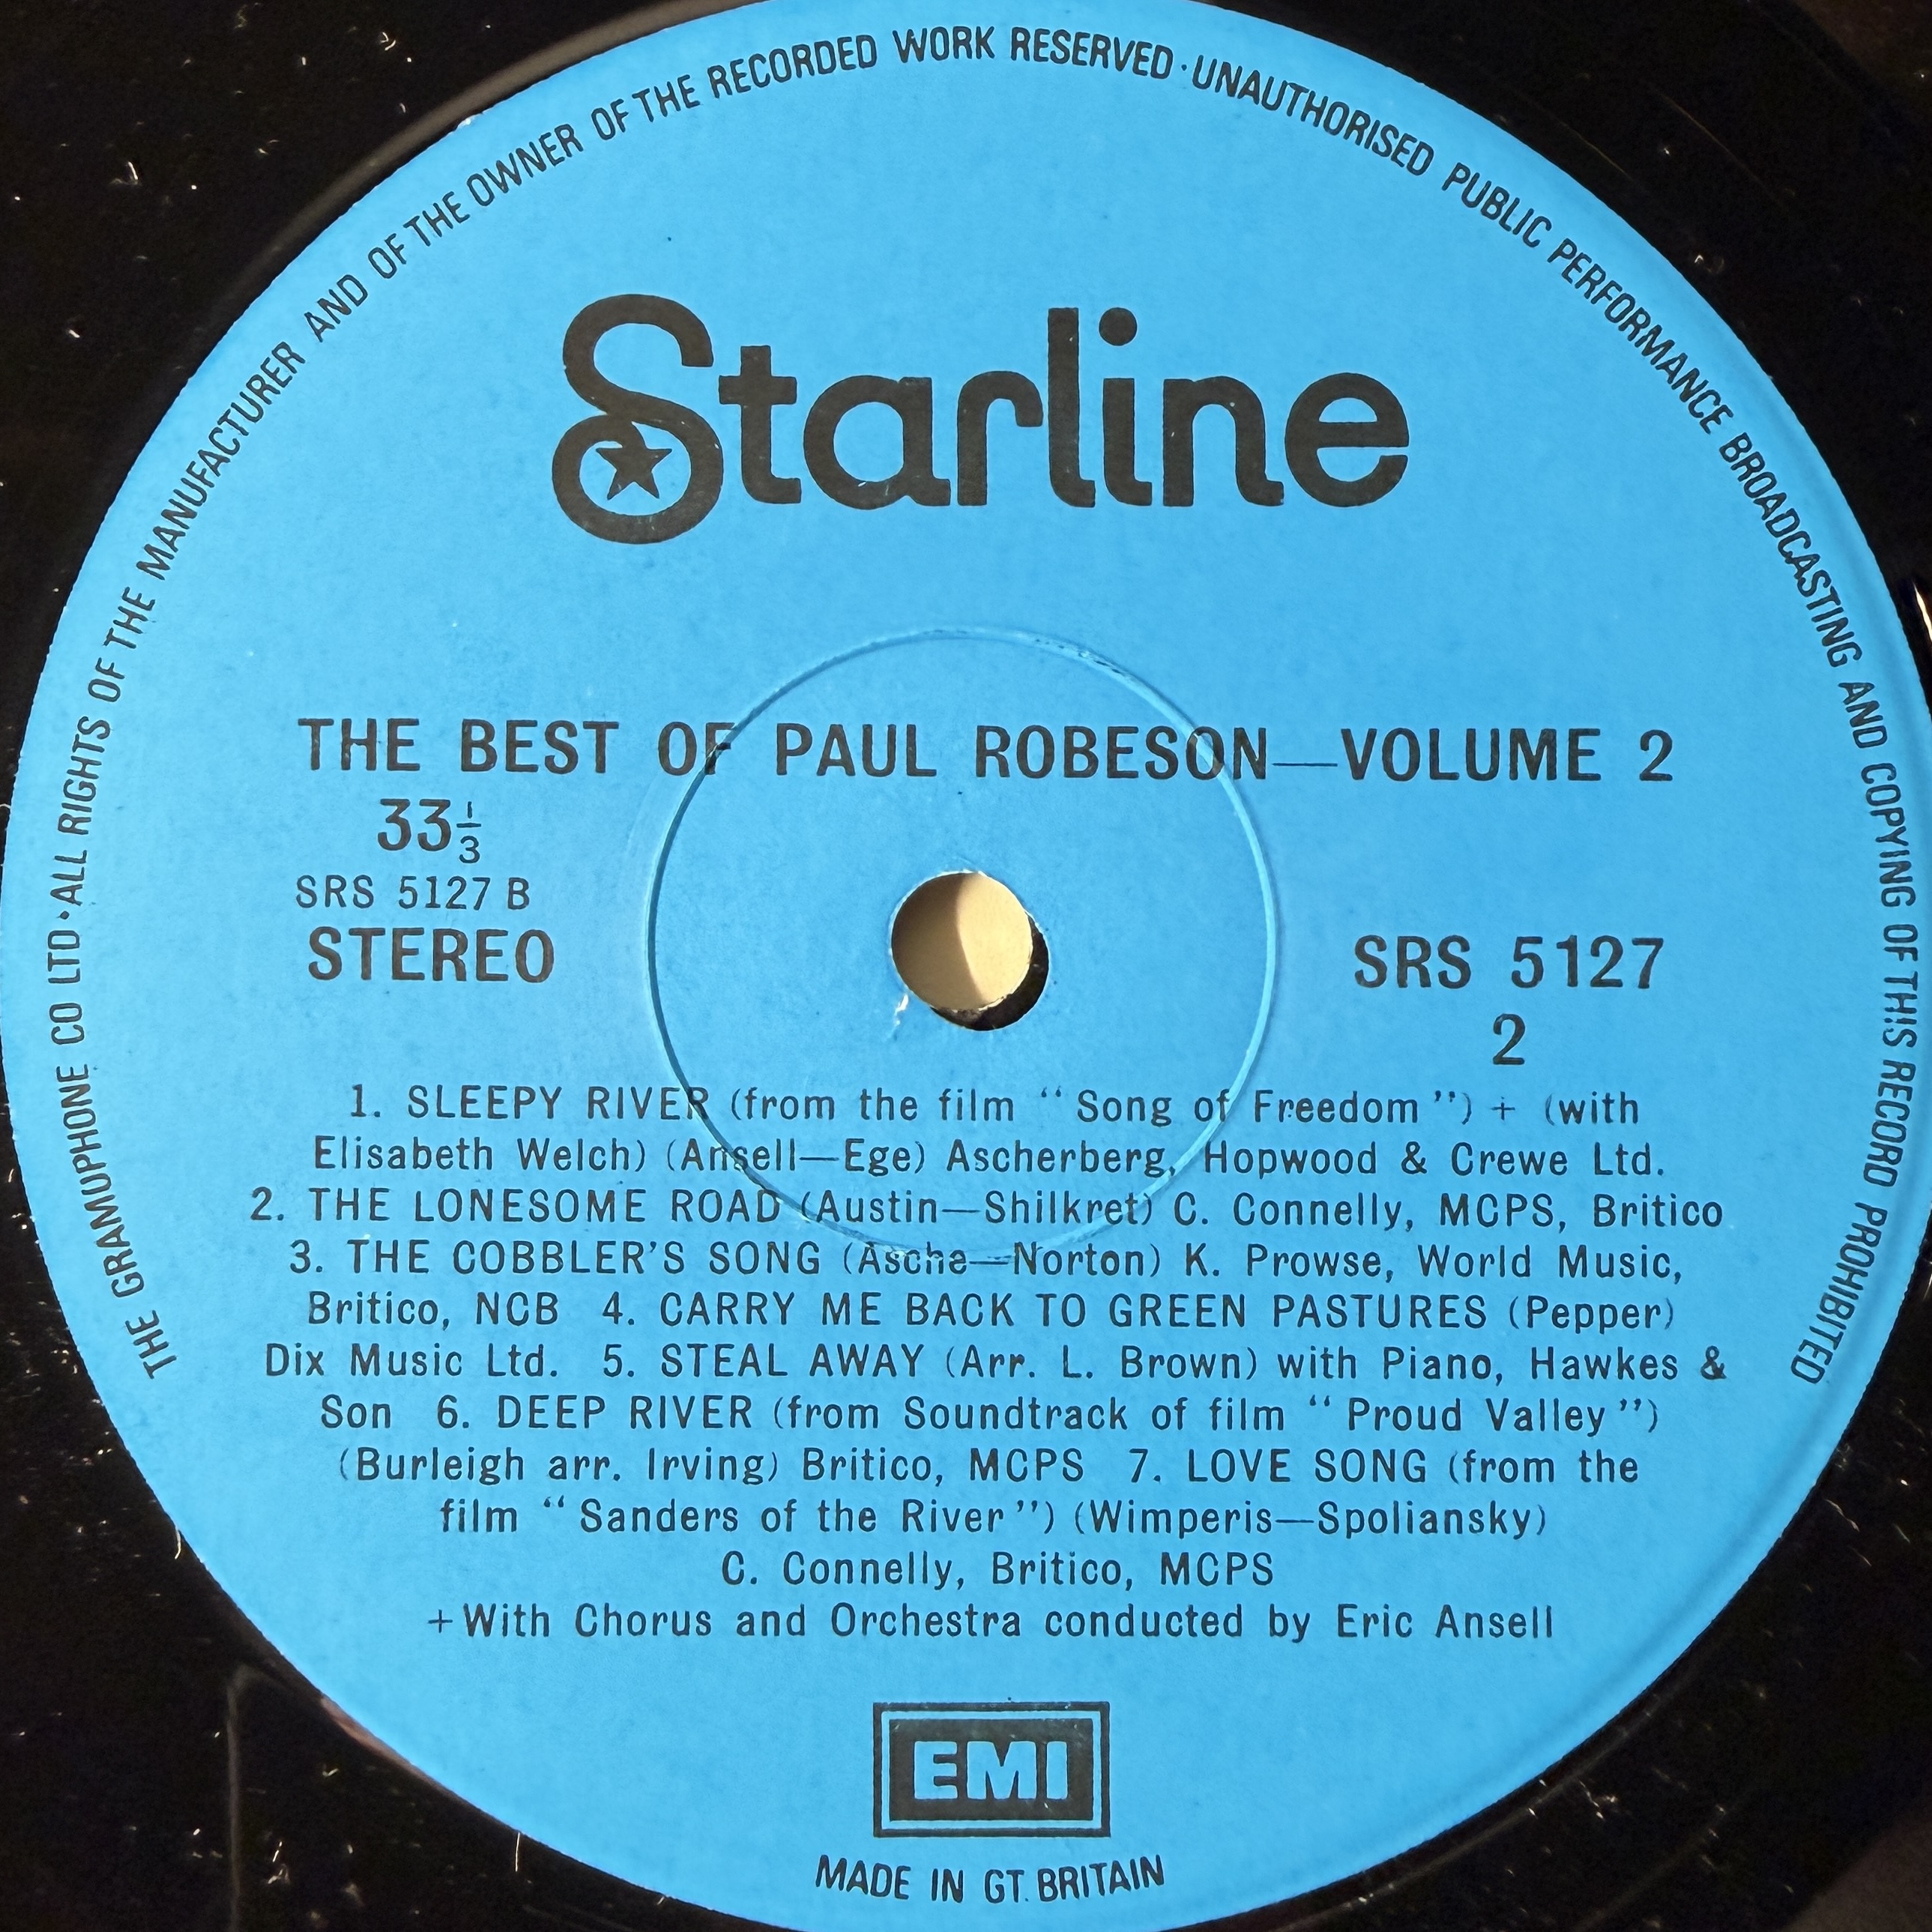 THE GRAMOPHONE CO LTD·ALL RIGHTS OF THE MANUFACTURER AND OF THE OWNER OF THE RECORDED WORK RESERVED·UNAUTHORISED PUBLIC PERFORMANCE BROADCASTING AND COPYING OF THIS RECORD PROHIBITED
Starline
THE BEST OF PAUL ROBESON—VOLUME 2
33⅓
SRS 5127 B
STEREO
SRS 5127
2
1. SLEEPY RIVER (from the film “Song of Freedom”) + (with
Elisabeth Welch) (Ansell—Ege) Ascherberg, Hopwood & Crewe Ltd.
2. THE LONESOME ROAD (Austin—Shilkret) C. Connelly, MCPS, Britico
3. THE COBBLER’S SONG (Asche—Norton) K. Prowse, World Music,
Britico, NCB 4. CARRY ME BACK TO GREEN PASTURES (Pepper)
Dix Music Ltd. 5. STEAL AWAY (Arr. L. Brown) with Piano, Hawkes &
Son 6. DEEP RIVER (from Soundtrack of film “Proud Valley”)
(Burleigh arr. Irving) Britico, MCPS 7. LOVE SONG (from the
film “Sanders of the River”) (Wimperis—Spoliansky)
C. Connelly, Britico, MCPS
+With Chorus and Orchestra conducted by Eric Ansell
EMI
MADE IN GT. BRITAIN